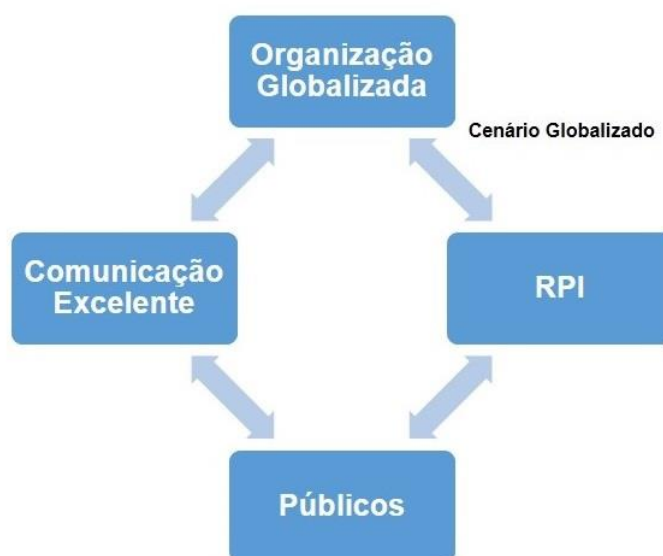 Organização
Globalizada
Cenário Globalizado
Comunicação
Excelente
RPI
Públicos